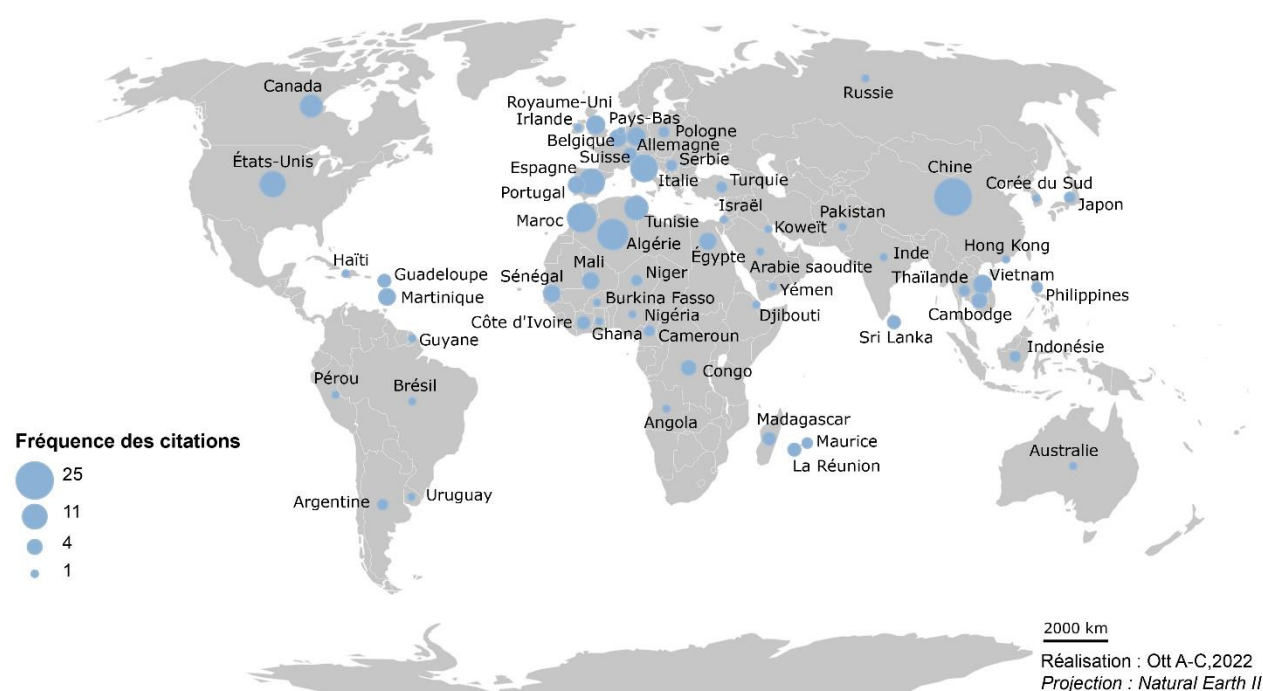 Canada
États-Unis
Haïti
Guadeloupe
Martinique
Guyane
Pérou
Brésil
Argentine
Uruguay
Royaume-Uni
Irlande
Pays-Bas
Belgique
Pologne
Allemagne
Suisse
Serbie
Espagne
Italie
Portugal
Turquie
Maroc
Tunisie
Israël
Algérie
Koweït
Égypte
Arabie saoudite
Mali
Niger
Sénégal
Yémen
Burkina Fasso
Nigéria
Djibouti
Côte d'Ivoire
Ghana
Cameroun
Congo
Angola
Madagascar
Maurice
La Réunion
Russie
Chine
Corée du Sud
Japon
Pakistan
Inde
Hong Kong
Thaïlande
Vietnam
Philippines
Cambodge
Sri Lanka
Indonésie
Australie
Fréquence des citations
25
11
4
1
2000 km
Réalisation : Ott A-C,2022
Projection : Natural Earth II